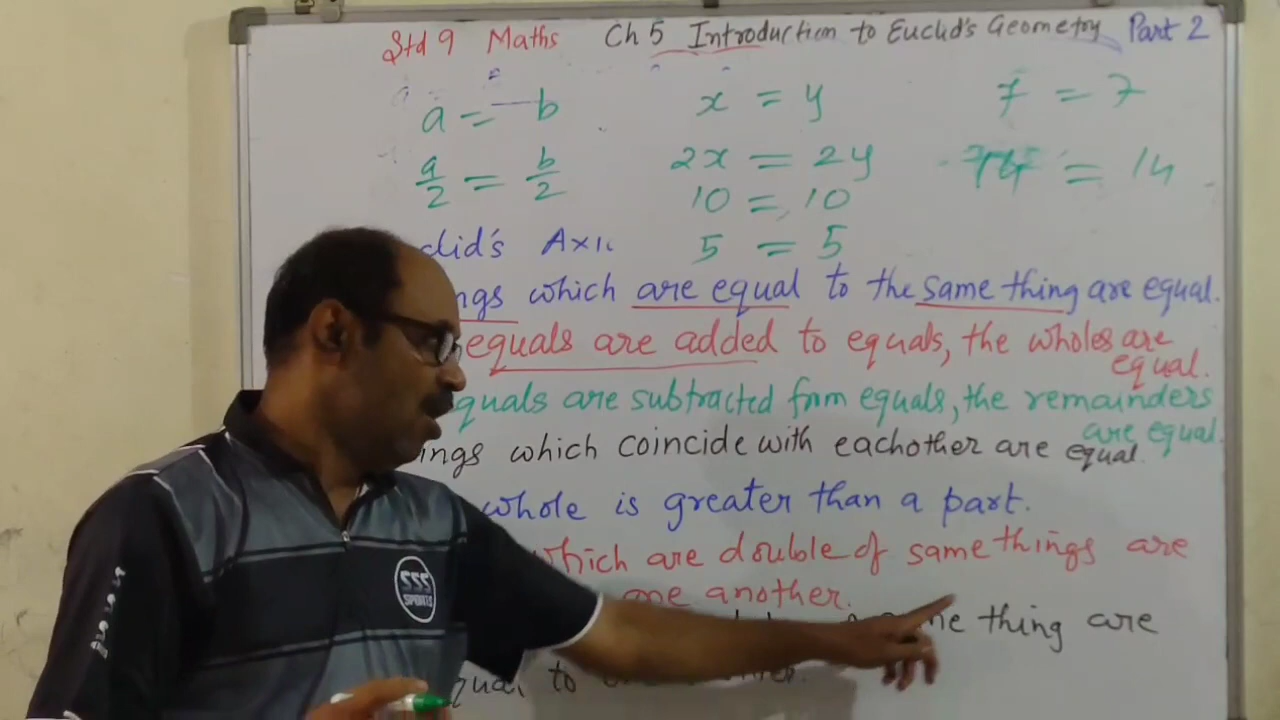 Std 9 Maths Ch 5 Introduction to Euclid's Geometry Part 2
a = b x = y 7 = 7
a/2 = b/2 2x = 2y = 14
10 = 10
5 = 5
clid's Axi
ngs which are equal to the same thing are equal.
equals are added to equals, the wholes are
equal.
quals are subtracted from equals, the remainders
are equal.
ings which coincide with eachother are equal.
whole is greater than a part.
which are double of same things are
one another.
thing are
qual to
SSS
SPORTS